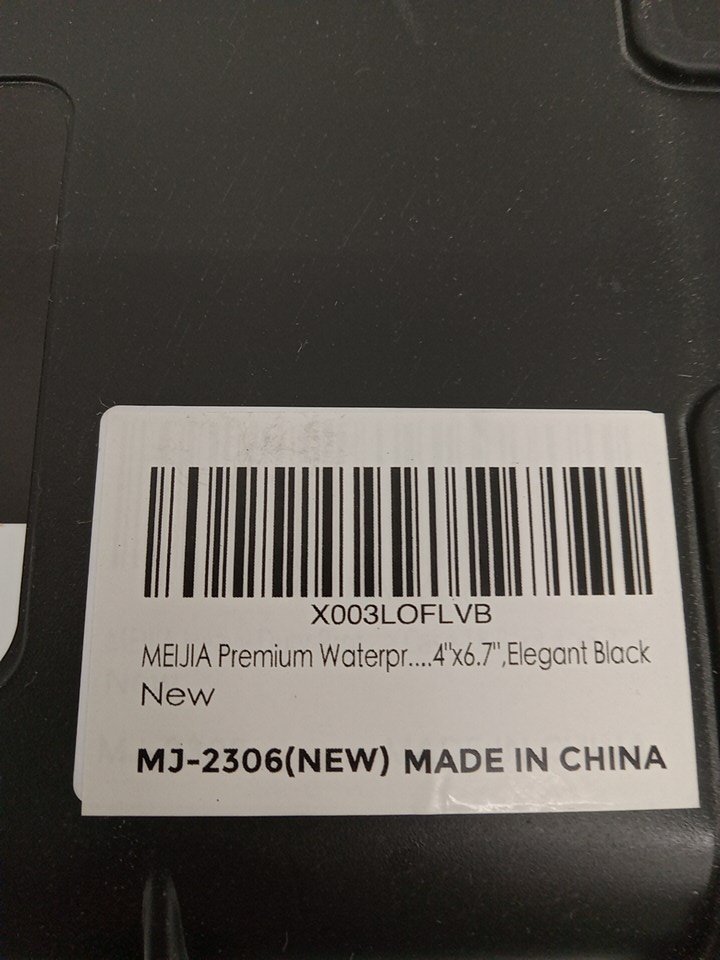 X003LOFLVB
MEIJIA Premium Waterpr....4"x6.7",Elegant Black
New
MJ-2306(NEW) MADE IN CHINA